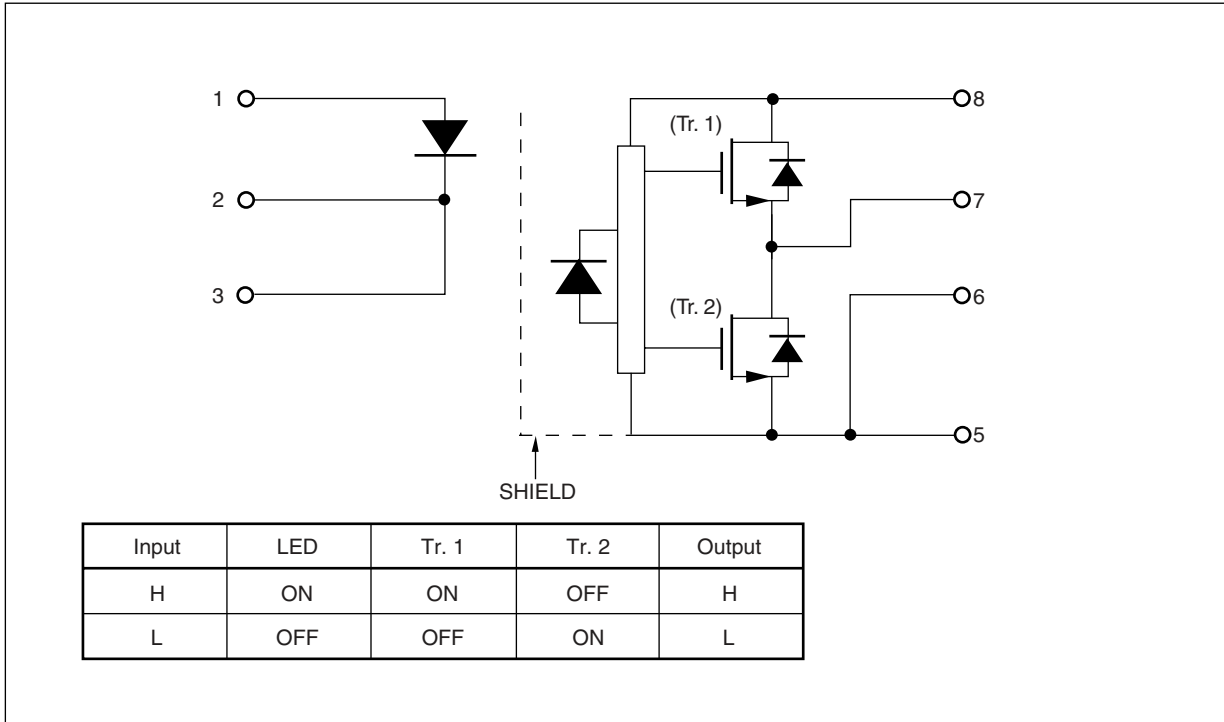 1
8
(Tr. 1)
2
7
3
(Tr. 2)
6
5
SHIELD
Input LED Tr. 1 Tr. 2 Output
H ON ON OFF H
L OFF OFF ON L